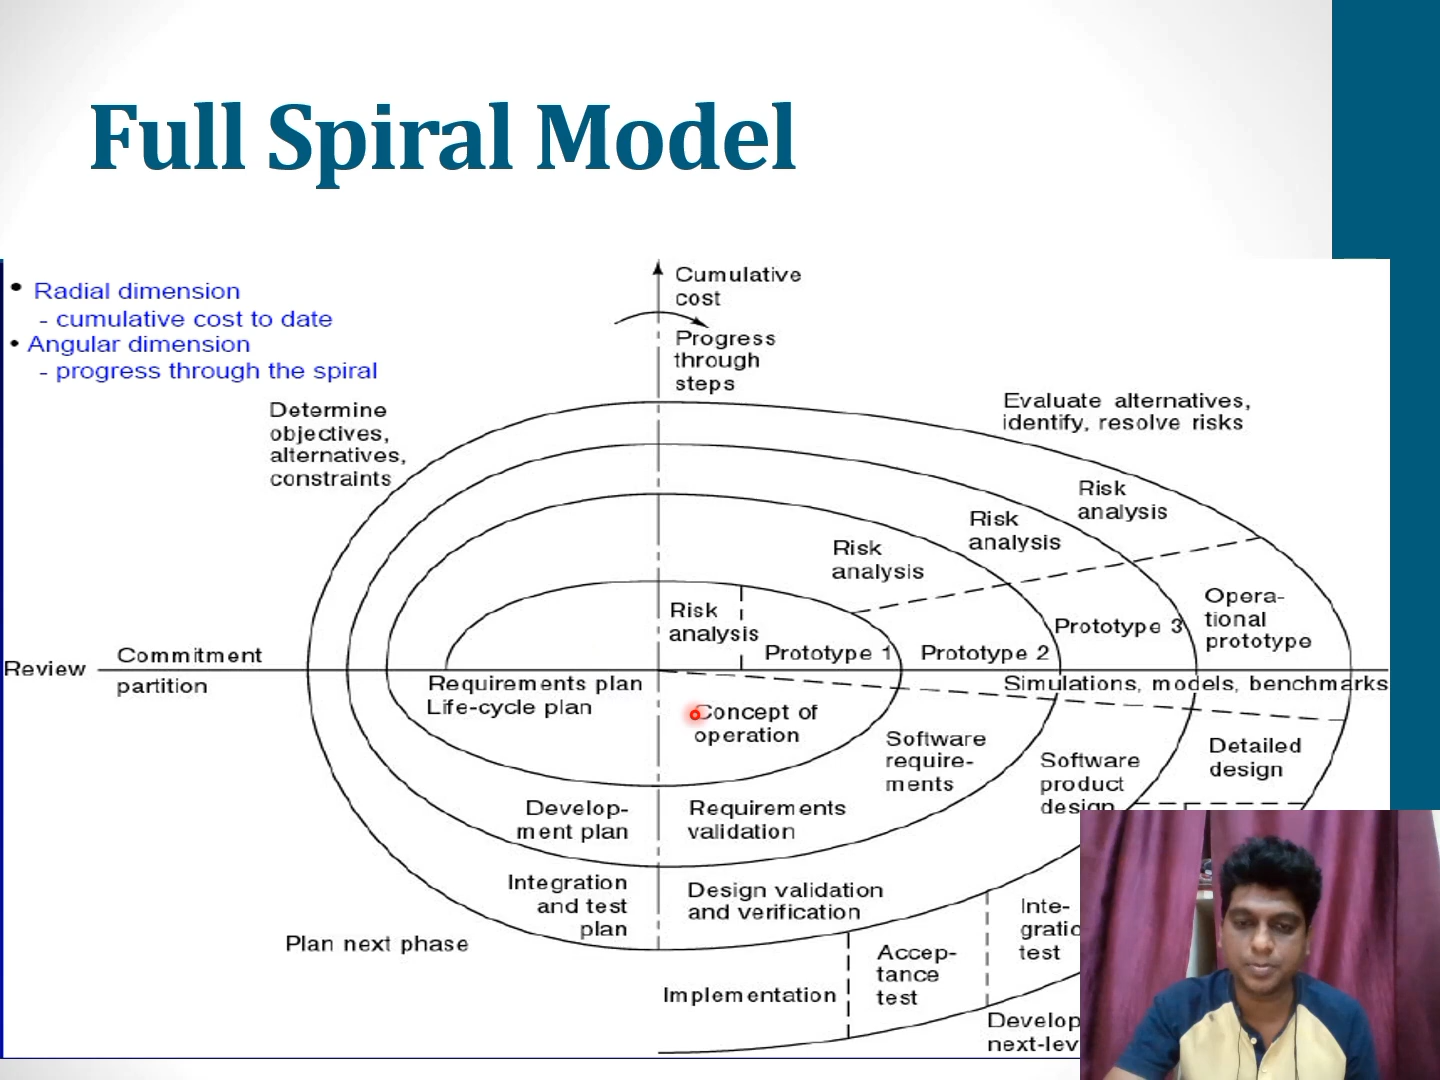 Full Spiral Model
• Radial dimension
- cumulative cost to date
• Angular dimension
- progress through the spiral
Cumulative
cost
Progress
through
steps
Determine
objectives,
alternatives,
constraints
Evaluate alternatives,
identify, resolve risks
Risk
analysis
Risk
analysis
Risk
analysis
Risk
analysis
Prototype 1
Prototype 2
Prototype 3
Opera-
tional
prototype
Review
Commitment
partition
Requirements plan
Life-cycle plan
Simulations, models, benchmarks
Concept of
operation
Software
require-
ments
Software
product
design
Detailed
design
Develop-
ment plan
Requirements
validation
Integration
and test
plan
Design validation
and verification
Plan next phase
Implementation
Accep-
tance
test
Inte-
gratio
test
Develop
next-lev